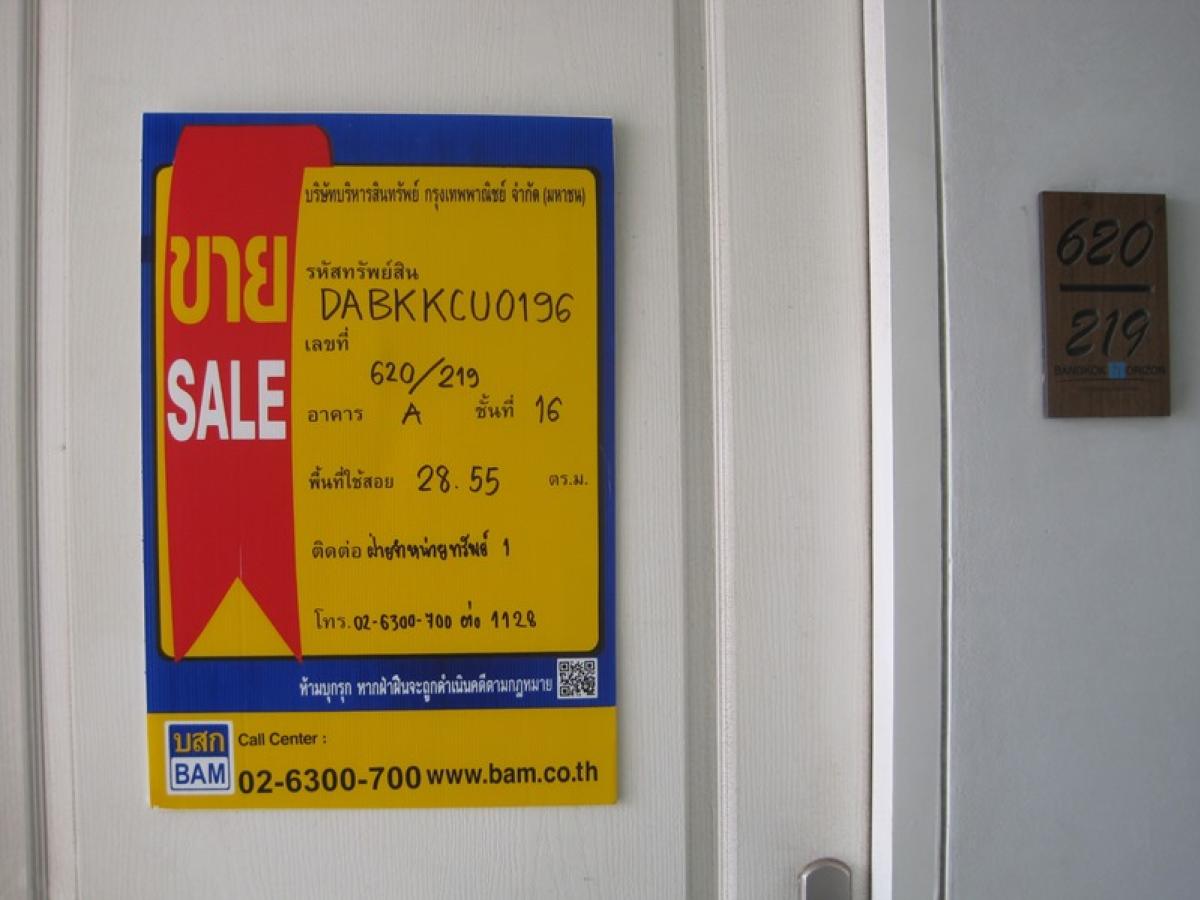 บริษัทบริหารสินทรัพย์ กรุงเทพพาณิชย์ จำกัด (มหาชน)
ขาย
SALE
รหัสทรัพย์สิน
DABKKCU0196
เลขที่
620/219
อาคาร A ชั้นที่ 16
พื้นที่ใช้สอย 28.55 ตร.ม.
ติดต่อ ฝ่ายจำหน่ายทรัพย์ 1
โทร. 02-6300-700 ต่อ 1128
ห้ามบุกรุก หากฝ่าฝืนจะถูกดำเนินคดีตามกฎหมาย
บสก
BAM
Call Center :
02-6300-700 www.bam.co.th
620
219
BANGKOK HORIZON